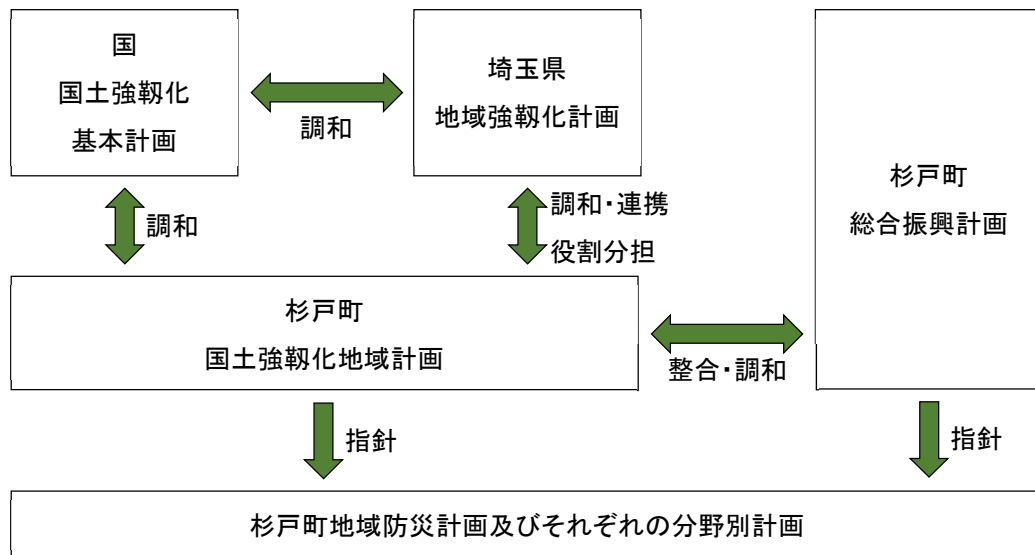 国
国土強靱化
基本計画
調和
埼玉県
地域強靱化計画
杉戸町
総合振興計画
調和
調和・連携
役割分担
杉戸町
国土強靱化地域計画
整合・調和
指針
指針
杉戸町地域防災計画及びそれぞれの分野別計画